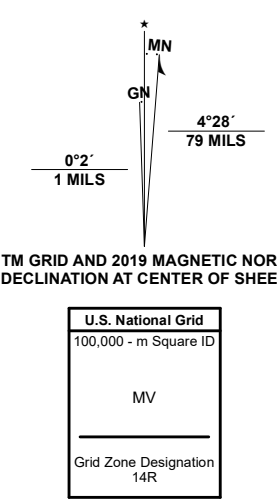 ★
MN
GN
4°28´
79 MILS
0°2´
1 MILS
TM GRID AND 2019 MAGNETIC NOR
DECLINATION AT CENTER OF SHEE
U.S. National Grid
100,000 - m Square ID
MV
Grid Zone Designation
14R